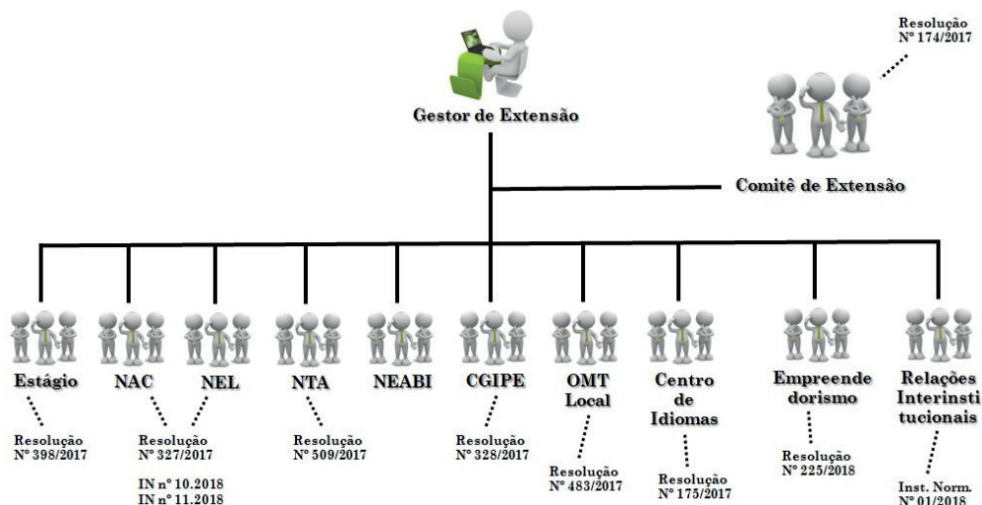 Resolução
Nº 174/2017
Gestor de Extensão
Comitê de Extensão
Estágio
NAC
NEL
NTA
NEABI
CGIPE
OMT
Local
Centro
de
Idiomas
Empreende
dorismo
Relações
Interinsti
tucionais
Resolução
Nº 398/2017
Resolução
Nº 327/2017
IN nº 10.2018
IN nº 11.2018
Resolução
Nº 509/2017
Resolução
Nº 328/2017
Resolução
Nº 483/2017
Resolução
Nº 175/2017
Resolução
Nº 225/2018
Inst. Norm.
Nº 01/2018